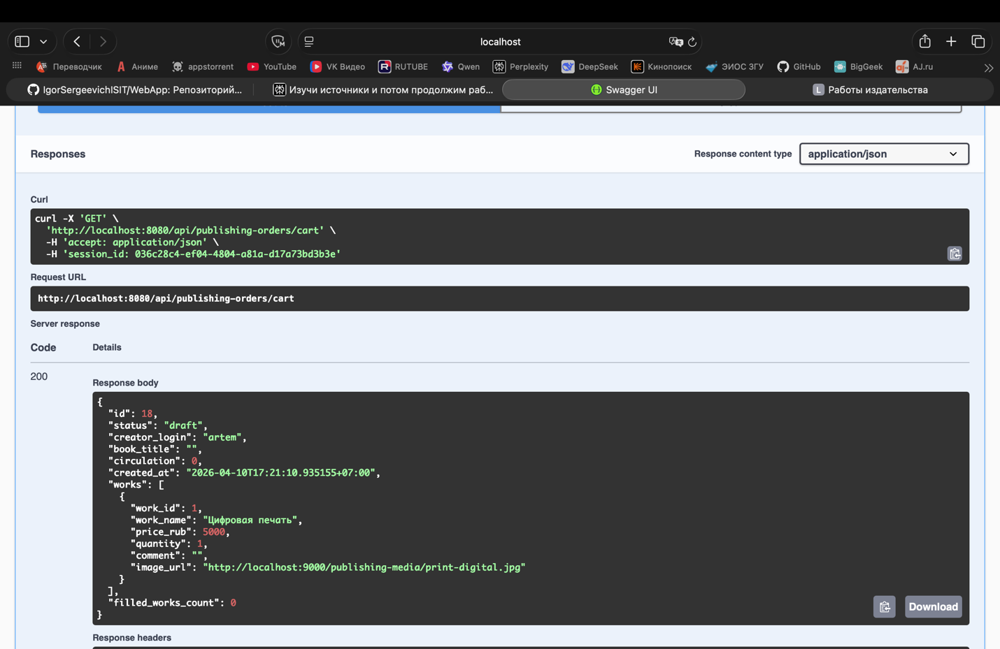 localhost
Переводчик Аниме appstorrent YouTube VK Видео RUTUBE Qwen Perplexity DeepSeek Кинопоиск ЭИОС ЗГУ GitHub BigGeek AJ.ru
IgorSergeevichISIT/WebApp: Репозиторий... Изучи источники и потом продолжим раб... Swagger UI L Работы издательства
Responses Response content type application/json
Curl
curl -X 'GET' \
'http://localhost:8080/api/publishing-orders/cart' \
-H 'accept: application/json' \
-H 'session_id: 036c28c4-ef04-4804-a81a-d17a73bd3b3e'
Request URL
http://localhost:8080/api/publishing-orders/cart
Server response
Code Details
200
Response body
{
"id": 18,
"status": "draft",
"creator_login": "artem",
"book_title": "",
"circulation": 0,
"created_at": "2026-04-10T17:21:10.935155+07:00",
"works": [
{
"work_id": 1,
"work_name": "Цифровая печать",
"price_rub": 5000,
"quantity": 1,
"comment": "",
"image_url": "http://localhost:9000/publishing-media/print-digital.jpg"
}
],
"filled_works_count": 0
}
Download
Response headers